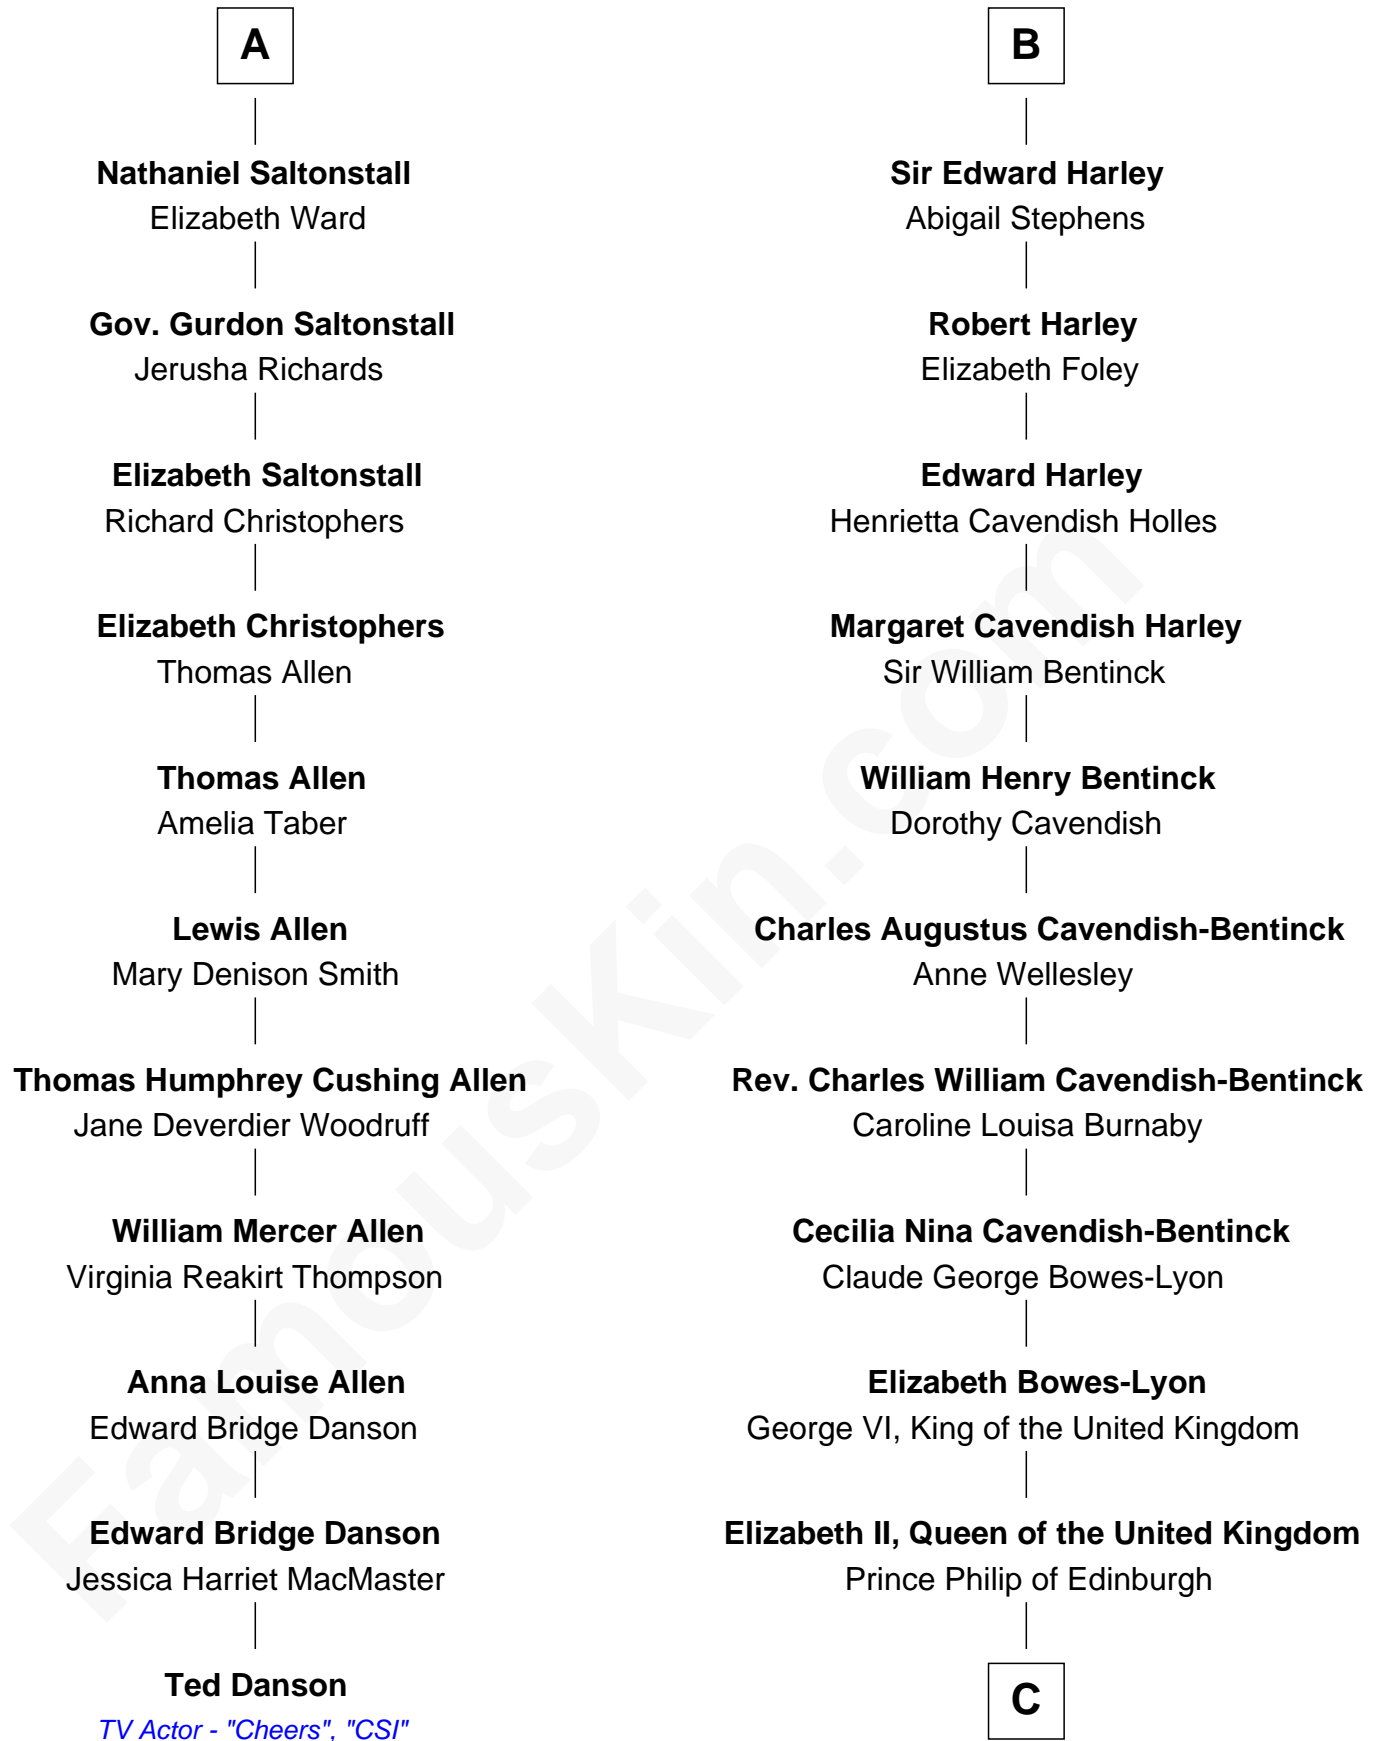 A
Nathaniel Saltonstall
Elizabeth Ward
Gov. Gurdon Saltonstall
Jerusha Richards
Elizabeth Saltonstall
Richard Christophers
Elizabeth Christophers
Thomas Allen
Thomas Allen
Amelia Taber
Lewis Allen
Mary Denison Smith
Thomas Humphrey Cushing Allen
Jane Deverdier Woodruff
William Mercer Allen
Virginia Reakirt Thompson
Anna Louise Allen
Edward Bridge Danson
Edward Bridge Danson
Jessica Harriet MacMaster
Ted Danson
TV Actor - "Cheers", "CSI"
B
Sir Edward Harley
Abigail Stephens
Robert Harley
Elizabeth Foley
Edward Harley
Henrietta Cavendish Holles
Margaret Cavendish Harley
Sir William Bentinck
William Henry Bentinck
Dorothy Cavendish
Charles Augustus Cavendish-Bentinck
Anne Wellesley
Rev. Charles William Cavendish-Bentinck
Caroline Louisa Burnaby
Cecilia Nina Cavendish-Bentinck
Claude George Bowes-Lyon
Elizabeth Bowes-Lyon
George VI, King of the United Kingdom
Elizabeth II, Queen of the United Kingdom
Prince Philip of Edinburgh
C
FamousKin.com